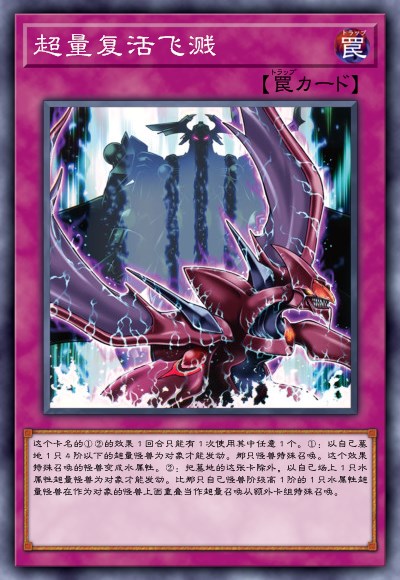 超量复活飞溅
トラップ
罠
トラップ
【罠カード】
这个卡名的①②的效果1回合只能有1次使用其中任意1个。①：以自己墓
地1只4阶以下的超量怪兽为对象才能发动。那只怪兽特殊召唤。这个效果
特殊召唤的怪兽变成水属性。②：把墓地的这张卡除外，以自己场上1只水
属性超量怪兽为对象才能发动。比那只自己怪兽阶级高1阶的1只水属性超
量怪兽在作为对象的怪兽上面重叠当作超量召唤从额外卡组特殊召唤。